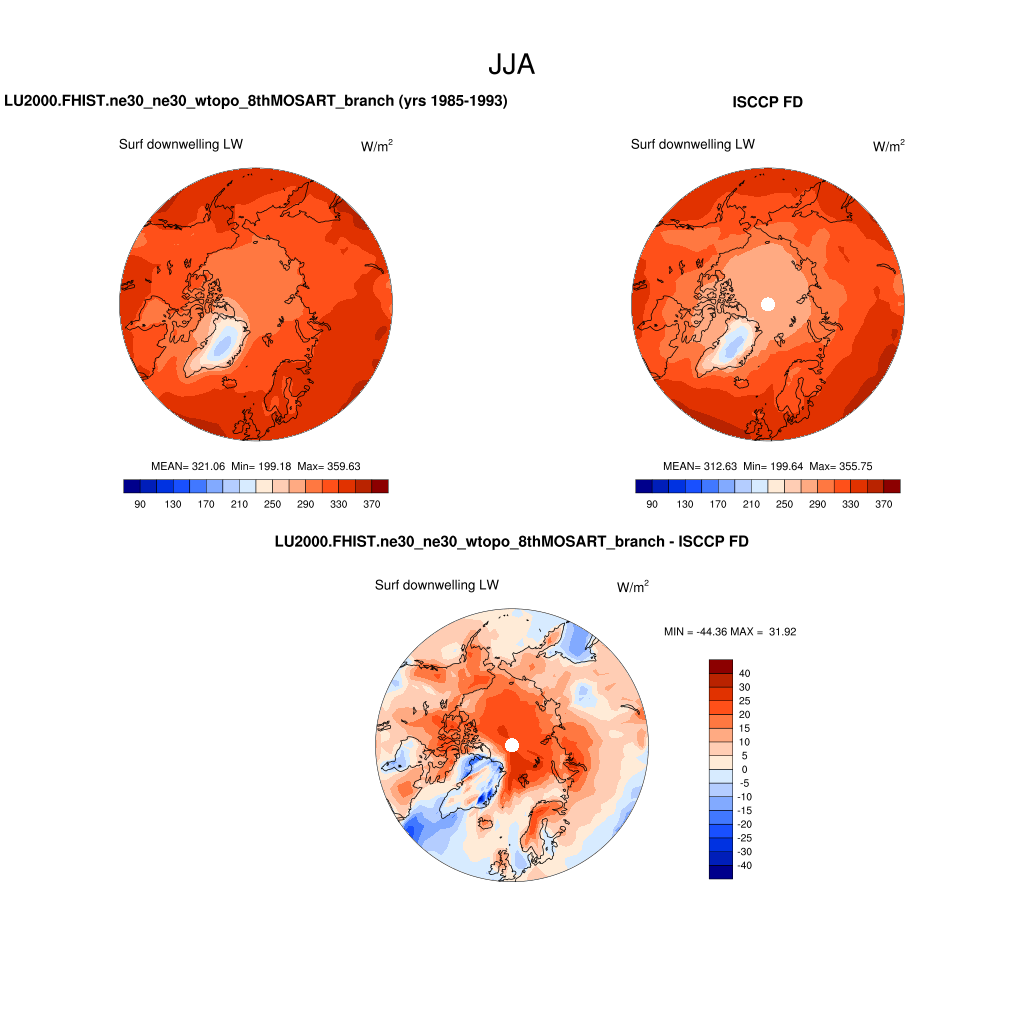 JJA
LU2000.FHIST.ne30_ne30_wtopo_8thMOSART_branch (yrs 1985-1993)
ISCCP FD
Surf downwelling LW W/m²
Surf downwelling LW W/m²
MEAN= 321.06 Min= 199.18 Max= 359.63
MEAN= 312.63 Min= 199.64 Max= 355.75
90 130 170 210 250 290 330 370
90 130 170 210 250 290 330 370
LU2000.FHIST.ne30_ne30_wtopo_8thMOSART_branch - ISCCP FD
Surf downwelling LW W/m²
MIN = -44.36 MAX = 31.92
40
30
25
20
15
10
5
0
-5
-10
-15
-20
-25
-30
-40